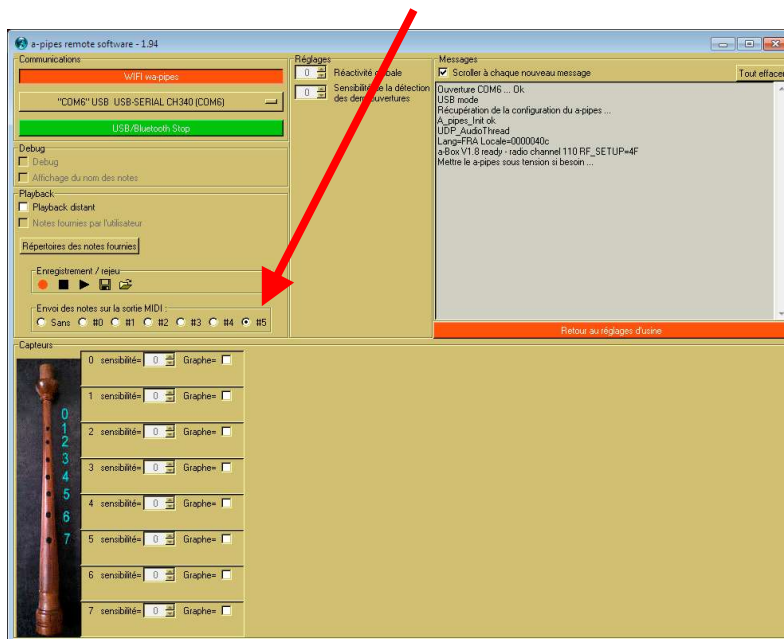 a-pipes remote software - 1.94
Communications
WIFI wa-pipes
"COM6" USB USB-SERIAL CH340 (COM6)
USB/Bluetooth Stop
Debug
Debug
Affichage du nom des notes
Playback
Playback distant
Notes fournies par l'utilisateur
Répertoires des notes fournies
Enregistrement / rejeu
Envoi des notes sur la sortie MIDI :
Sans #0 #1 #2 #3 #4 #5
Réglages
0 Réactivité
0 Sensibilité de la détection
des
Messages
Scroller à chaque nouveau message
Tout effacer
Ouverture COM6 ... Ok
USB mode
Récupération de la configuration du a-pipes ...
A_pipes_Init ok
UDP_AudioThread
Lang=FRA Locale=0000040c
a-Box V1.8 ready - radio channel 110 RF_SETUP=4F
Mettre le a-pipes sous tension si besoin ...
Retour au réglages d'usine
Capteurs
0
1
2
3
4
5
6
7
0 sensibilité= 0 Graphe=
1 sensibilité= 0 Graphe=
2 sensibilité= 0 Graphe=
3 sensibilité= 0 Graphe=
4 sensibilité= 0 Graphe=
5 sensibilité= 0 Graphe=
6 sensibilité= 0 Graphe=
7 sensibilité= 0 Graphe=